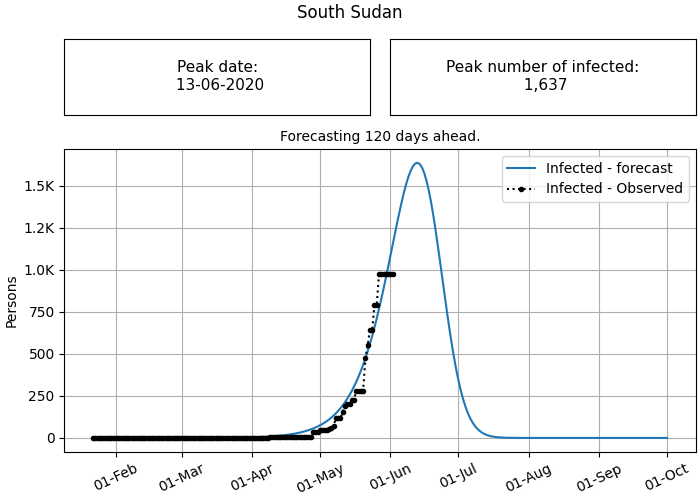 South Sudan
Peak date:
13-06-2020
Peak number of infected:
1,637
Forecasting 120 days ahead.
Infected - forecast
Infected - Observed
Persons
1.5K
1.2K
1.0K
750
500
250
0
01-Feb
01-Mar
01-Apr
01-May
01-Jun
01-Jul
01-Aug
01-Sep
01-Oct